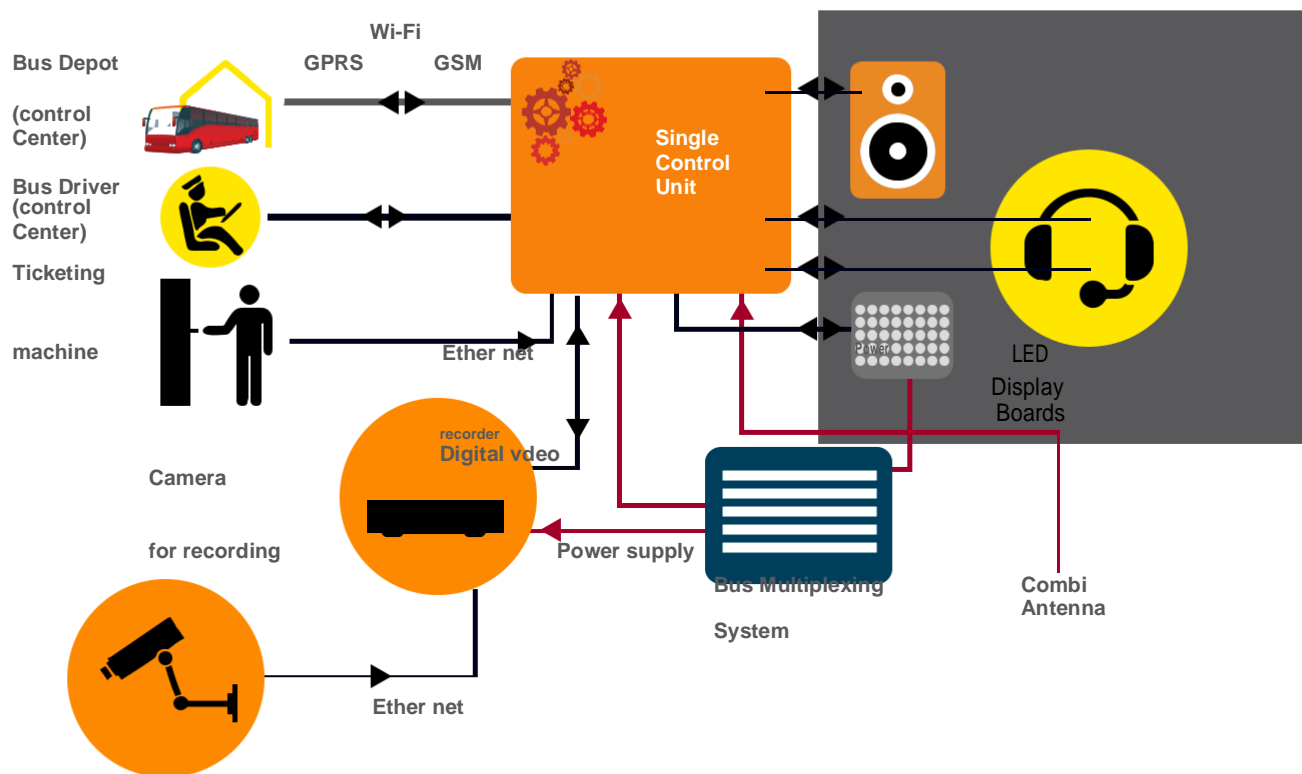 Wi-Fi
GPRS
GSM
Bus Depot
(control
Center)
Bus Driver
(control
Center)
Ticketing
machine
Single
Control
Unit
Ether net
Power
LED
Display
Boards
recorder
Digital vdeo
Camera
for recording
Power supply
Bus Multiplexing
System
Combi
Antenna
Ether net